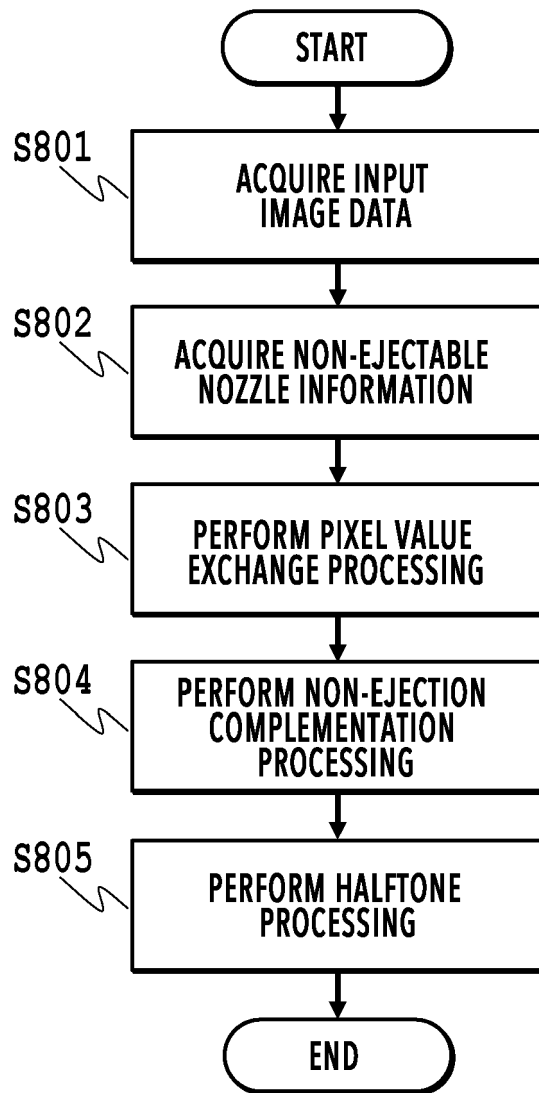 START
S801
ACQUIRE INPUT
IMAGE DATA
S802
ACQUIRE NON-EJECTABLE
NOZZLE INFORMATION
S803
PERFORM PIXEL VALUE
EXCHANGE PROCESSING
S804
PERFORM NON-EJECTION
COMPLEMENTATION
PROCESSING
S805
PERFORM HALFTONE
PROCESSING
END